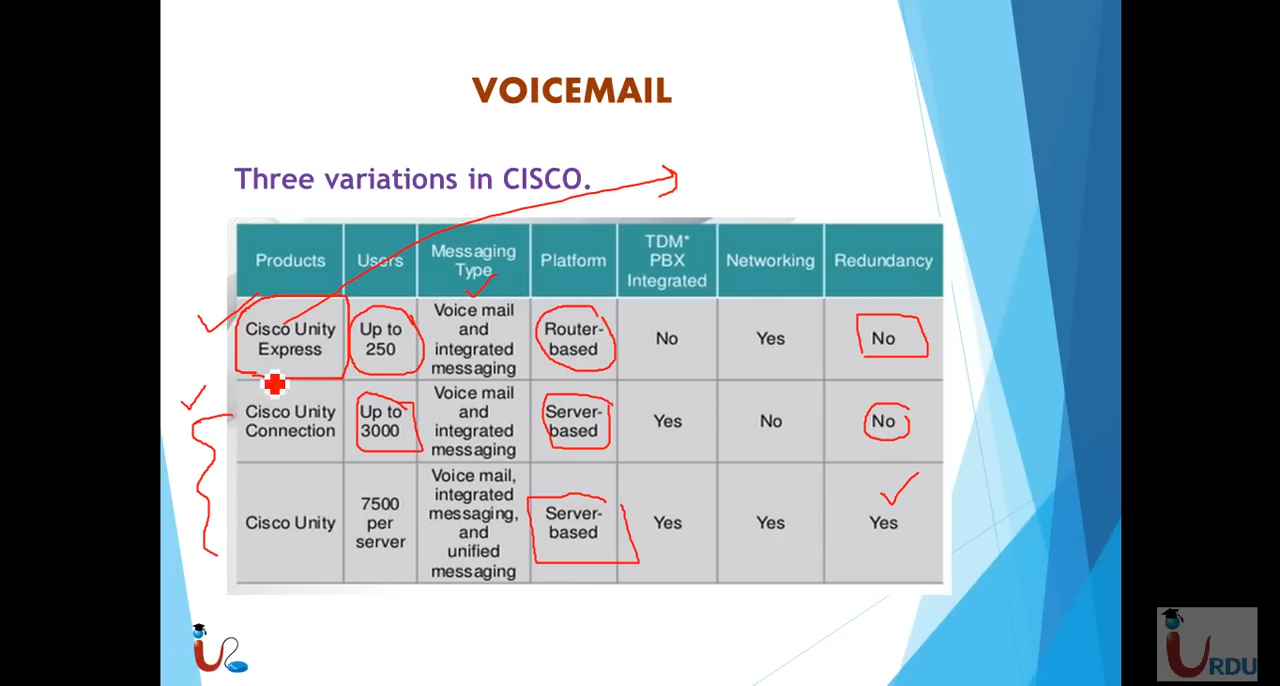 VOICEMAIL
Three variations in CISCO.
Products
Users
Messaging
Type
Platform
TDM*
PBX
Integrated
Networking
Redundancy
Cisco Unity
Express
Up to
250
Voice mail
and
integrated
messaging
Router-
based
No
Yes
No
Cisco Unity
Connection
Up to
3000
Voice mail
and
integrated
messaging
Server-
based
Yes
No
No
Cisco Unity
7500
per
server
Voice mail,
integrated
messaging,
and
unified
messaging
Server-
based
Yes
Yes
Yes
URDU